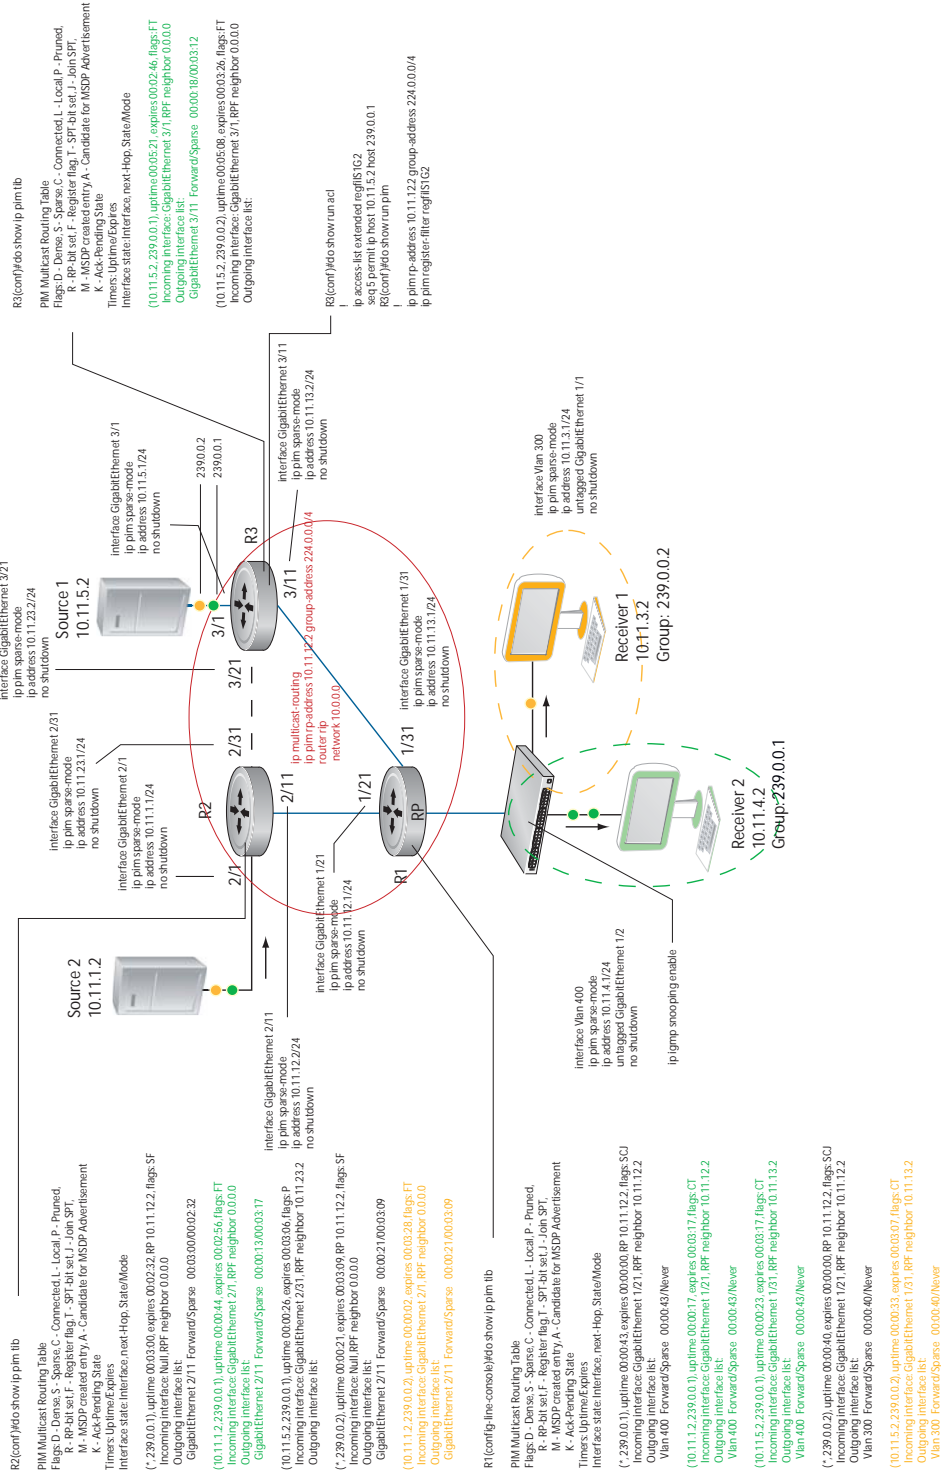 R2(conf)#do show ip pim tib
PIM Multicast Routing Table
Flags: D - Dense, S - Sparse, C - Connected, L - Local, P - Pruned,
R - RP-bit set, F - Register flag, T - SPT-bit set, J - Join SPT,
M - MSDP created entry, A - Candidate for MSDP Advertisement
K - Ack-Pending State
Timers: Uptime/Expires
Interface state: Interface, next-Hop, State/Mode
(*, 239.0.0.1), uptime 00:03:00, expires 00:02:32, RP 10.11.12.2, flags: SF
Incoming interface: Null, RPF neighbor 0.0.0.0
Outgoing interface list:
GigabitEthernet 2/11 Forward/Sparse 00:03:00/00:02:32
(10.11.1.2, 239.0.0.1), uptime 00:00:44, expires 00:02:56, flags: FT
Incoming interface: GigabitEthernet 2/1, RPF neighbor 0.0.0.0
Outgoing interface list:
GigabitEthernet 2/11 Forward/Sparse 00:00:13/00:03:17
(10.11.5.2, 239.0.0.1), uptime 00:00:26, expires 00:03:06, flags: P
Incoming interface: GigabitEthernet 2/31, RPF neighbor 10.11.23.2
Outgoing interface list:
(*, 239.0.0.2), uptime 00:00:21, expires 00:03:09, RP 10.11.12.2, flags: SF
Incoming interface: Null, RPF neighbor 0.0.0.0
Outgoing interface list:
GigabitEthernet 2/11 Forward/Sparse 00:00:21/00:03:09
(10.11.1.2, 239.0.0.2), uptime 00:00:02, expires 00:03:28, flags: FT
Incoming interface: GigabitEthernet 2/1, RPF neighbor 0.0.0.0
Outgoing interface list:
GigabitEthernet 2/11 Forward/Sparse 00:00:21/00:03:09
R1(config-line-console)#do show ip pim tib
PIM Multicast Routing Table
Flags: D - Dense, S - Sparse, C - Connected, L - Local, P - Pruned,
R - RP-bit set, F - Register flag, T - SPT-bit set, J - Join SPT,
M - MSDP created entry, A - Candidate for MSDP Advertisement
K - Ack-Pending State
Timers: Uptime/Expires
Interface state: Interface, next-Hop, State/Mode
(*, 239.0.0.1), uptime 00:00:43, expires 00:00:00, RP 10.11.12.2, flags: SCJ
Incoming interface: GigabitEthernet 1/21, RPF neighbor 10.11.12.2
Outgoing interface list:
Vlan 400 Forward/Sparse 00:00:43/Never
(10.11.1.2, 239.0.0.1), uptime 00:00:17, expires 00:03:17, flags: CT
Incoming interface: GigabitEthernet 1/21, RPF neighbor 10.11.12.2
Outgoing interface list:
Vlan 400 Forward/Sparse 00:00:43/Never
(10.11.5.2, 239.0.0.1), uptime 00:00:23, expires 00:03:17, flags: CT
Incoming interface: GigabitEthernet 1/31, RPF neighbor 10.11.13.2
Outgoing interface list:
Vlan 400 Forward/Sparse 00:00:43/Never
(*, 239.0.0.2), uptime 00:00:40, expires 00:00:00, RP 10.11.12.2, flags: SCJ
Incoming interface: GigabitEthernet 1/21, RPF neighbor 10.11.12.2
Outgoing interface list:
Vlan 300 Forward/Sparse 00:00:40/Never
(10.11.5.2, 239.0.0.2), uptime 00:00:33, expires 00:03:07, flags: CT
Incoming interface: GigabitEthernet 1/31, RPF neighbor 10.11.13.2
Outgoing interface list:
Vlan 300 Forward/Sparse 00:00:40/Never
Source 2
10.11.1.2
interface GigabitEthernet 2/11
ip pim sparse-mode
ip address 10.11.12.2/24
no shutdown
interface GigabitEthernet 1/21
ip pim sparse-mode
ip address 10.11.12.1/24
no shutdown
interface Vlan 400
ip pim sparse-mode
ip address 10.11.4.1/24
untagged GigabitEthernet 1/2
no shutdown
ip igmp snooping enable
interface GigabitEthernet 2/31
ip pim sparse-mode
ip address 10.11.23.1/24
no shutdown
interface GigabitEthernet 2/1
ip pim sparse-mode
ip address 10.11.1.1/24
no shutdown
2/1
R2
2/31
2/11
1/21
R1
RP
1/31
Receiver 2
10.11.4.2
Group: 239.0.0.1
interface GigabitEthernet 3/21
ip pim sparse-mode
ip address 10.11.23.2/24
no shutdown
Source 1
10.11.5.2
3/21
3/1
R3
3/11
ip multicast-routing
ip pim rp-address 10.11.12.2 group-address 224.0.0.0/4
router rip
network 10.0.0.0
interface GigabitEthernet 1/31
ip pim sparse-mode
ip address 10.11.13.1/24
no shutdown
Receiver 1
10.11.3.2
Group: 239.0.0.2
interface GigabitEthernet 3/1
ip pim sparse-mode
ip address 10.11.5.1/24
no shutdown
239.0.0.2
239.0.0.1
interface GigabitEthernet 3/11
ip pim sparse-mode
ip address 10.11.13.2/24
no shutdown
interface Vlan 300
ip pim sparse-mode
ip address 10.11.3.1/24
untagged GigabitEthernet 1/1
no shutdown
R3(conf)#do show ip pim tib
PIM Multicast Routing Table
Flags: D - Dense, S - Sparse, C - Connected, L - Local, P - Pruned,
R - RP-bit set, F - Register flag, T - SPT-bit set, J - Join SPT,
M - MSDP created entry, A - Candidate for MSDP Advertisement
K - Ack-Pending State
Timers: Uptime/Expires
Interface state: Interface, next-Hop, State/Mode
(10.11.5.2, 239.0.0.1), uptime 00:05:21, expires 00:02:46, flags: FT
Incoming interface: GigabitEthernet 3/1, RPF neighbor 0.0.0.0
Outgoing interface list:
GigabitEthernet 3/11 Forward/Sparse 00:00:18/00:03:12
(10.11.5.2, 239.0.0.2), uptime 00:05:08, expires 00:03:26, flags: FT
Incoming interface: GigabitEthernet 3/1, RPF neighbor 0.0.0.0
Outgoing interface list:
R3(conf)#do show run acl
!
ip access-list extended regfilS1G2
seq 5 permit ip host 10.11.5.2 host 239.0.0.1
R3(conf)#do show run pim
!
ip pim rp-address 10.11.12.2 group-address 224.0.0.0/4
ip pim register-filter regfilS1G2